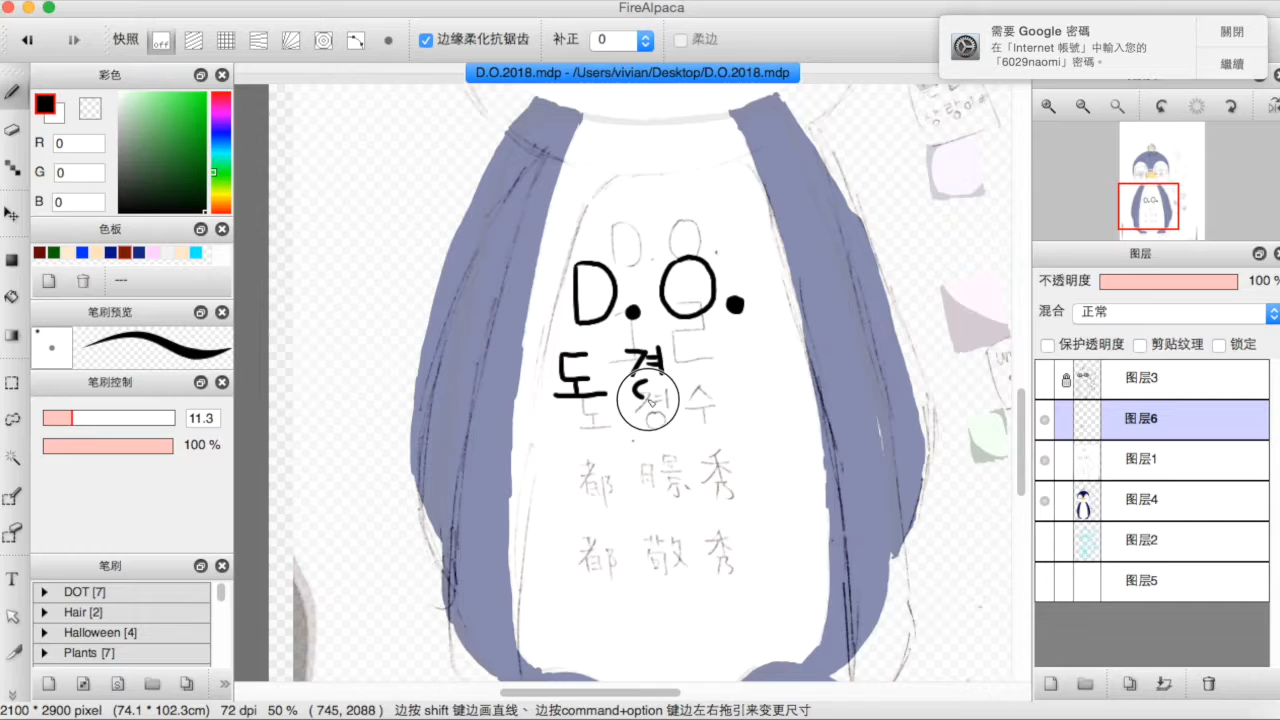 FireAlpaca
快照
off
边缘柔化抗锯齿
补正
0
柔边
需要 Google 密碼
在「Internet 帳號」中輸入您的
「6029naomi」密碼。
關閉
繼續
D.O.2018.mdp - /Users/vivian/Desktop/D.O.2018.mdp
彩色
R 0
G 0
B 0
色板
---
笔刷预览
笔刷控制
11.3
100 %
笔刷
DOT [7]
Hair [2]
Halloween [4]
Plants [7]
D.O.
D.O.
도 겨
도 경 수
都 暻 秀
都 敬 秀
图层
不透明度
100 %
混合
正常
保护透明度
剪贴纹理
锁定
图层3
图层6
图层1
图层4
图层2
图层5
2100 * 2900 pixel (74.1 * 102.3cm) 72 dpi 50 % ( 745, 2088 ) 边按 shift 键边画直线、 边按command+option 键边左右拖引来变更尺寸